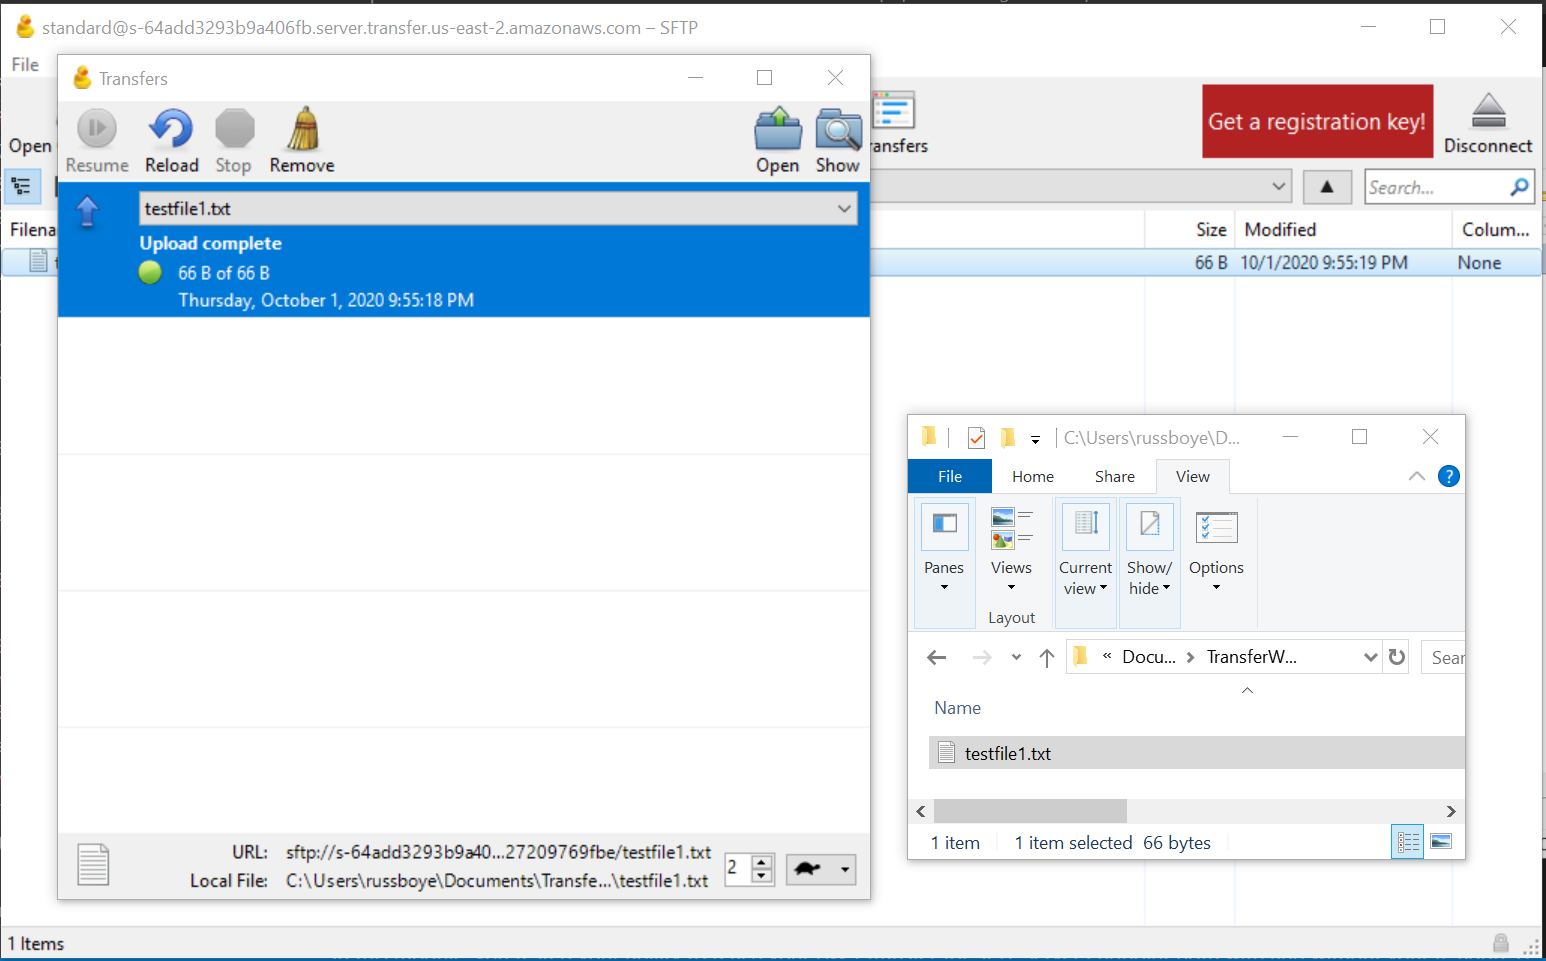 standard@s-64add3293b9a406fb.server.transfer.us-east-2.amazonaws.com – SFTP
File
Transfers
Open
Resume Reload Stop Remove Open Show
ransfers
Get a registration key!
Disconnect
Search...
testfile1.txt
Upload complete
66 B of 66 B
Thursday, October 1, 2020 9:55:18 PM
Filena Size Modified Colum...
66 B 10/1/2020 9:55:19 PM None
C:\Users\russboye\D...
File Home Share View
Panes Views Current view Show/ hide Options
Layout
« Docu... TransferW... Sear
Name
testfile1.txt
1 item 1 item selected 66 bytes
URL: sftp://s-64add3293b9a40...27209769fbe/testfile1.txt
Local File: C:\Users\russboye\Documents\Transfe...\testfile1.txt
2
1 Items